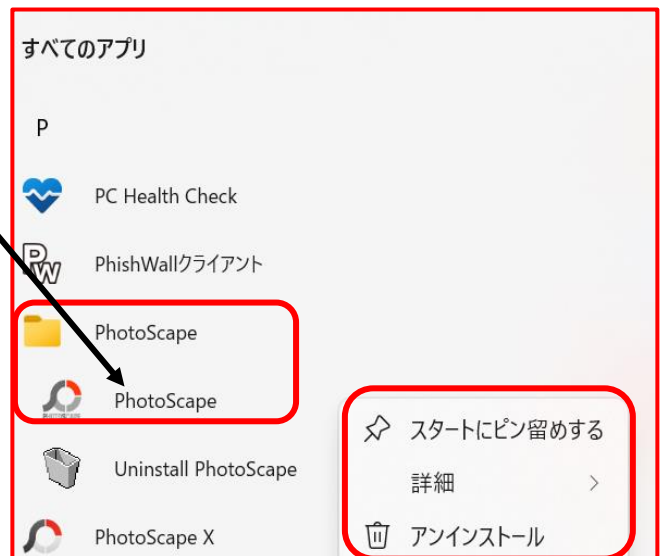 すべてのアプリ
P
PC Health Check
PW
PhishWallクライアント
PhotoScape
PhotoScape
Uninstall PhotoScape
PhotoScape X
スタートにピン留めする
詳細
アンインストール